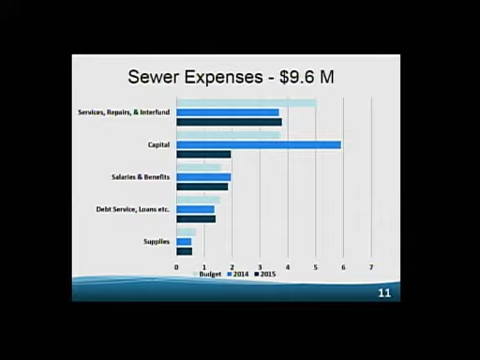 Sewer Expenses - $9.6 M
Services, Repairs, & Interfund
Capital
Salaries & Benefits
Debt Service, Loans etc.
Supplies
0 1 2 3 4 5 6 7
Budget 2014 2015
11